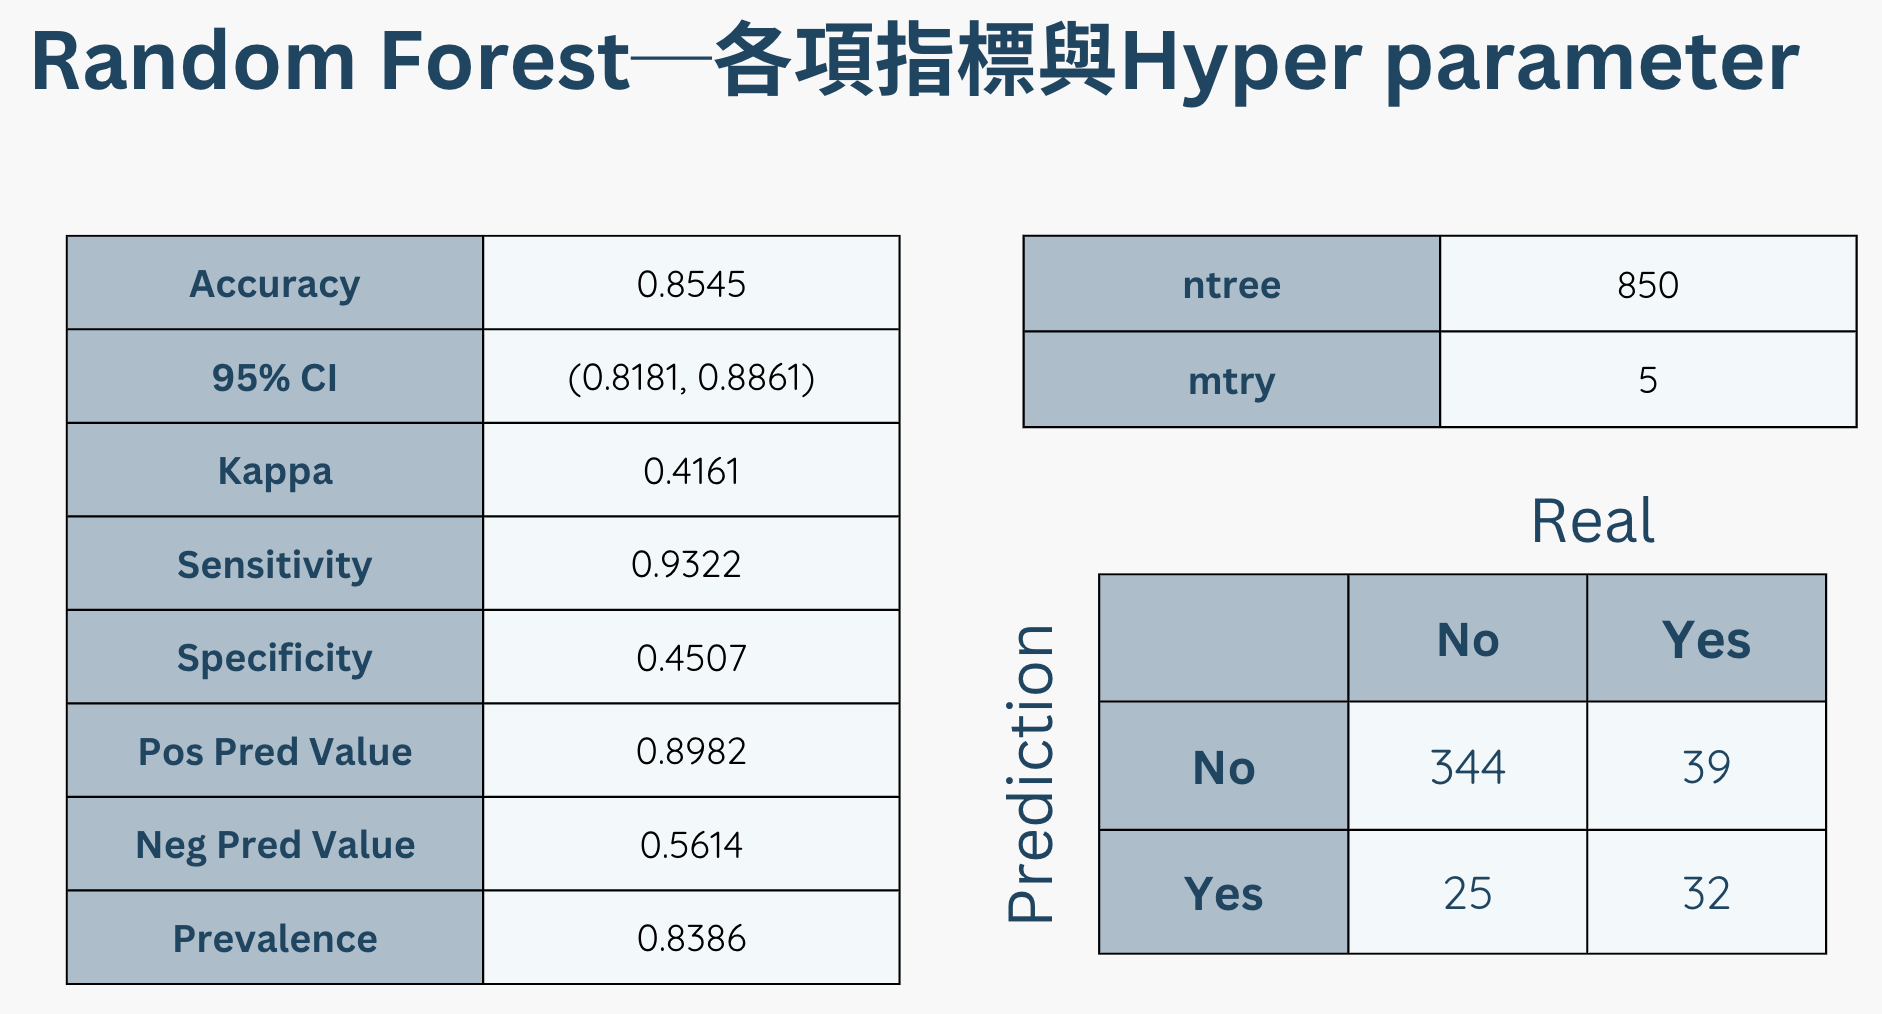 Random Forest—各項指標與Hyper parameter
Accuracy 0.8545
95% CI (0.8181, 0.8861)
Kappa 0.4161
Sensitivity 0.9322
Specificity 0.4507
Pos Pred Value 0.8982
Neg Pred Value 0.5614
Prevalence 0.8386
ntree 850
mtry 5
Real
Prediction
No Yes
No 344 39
Yes 25 32